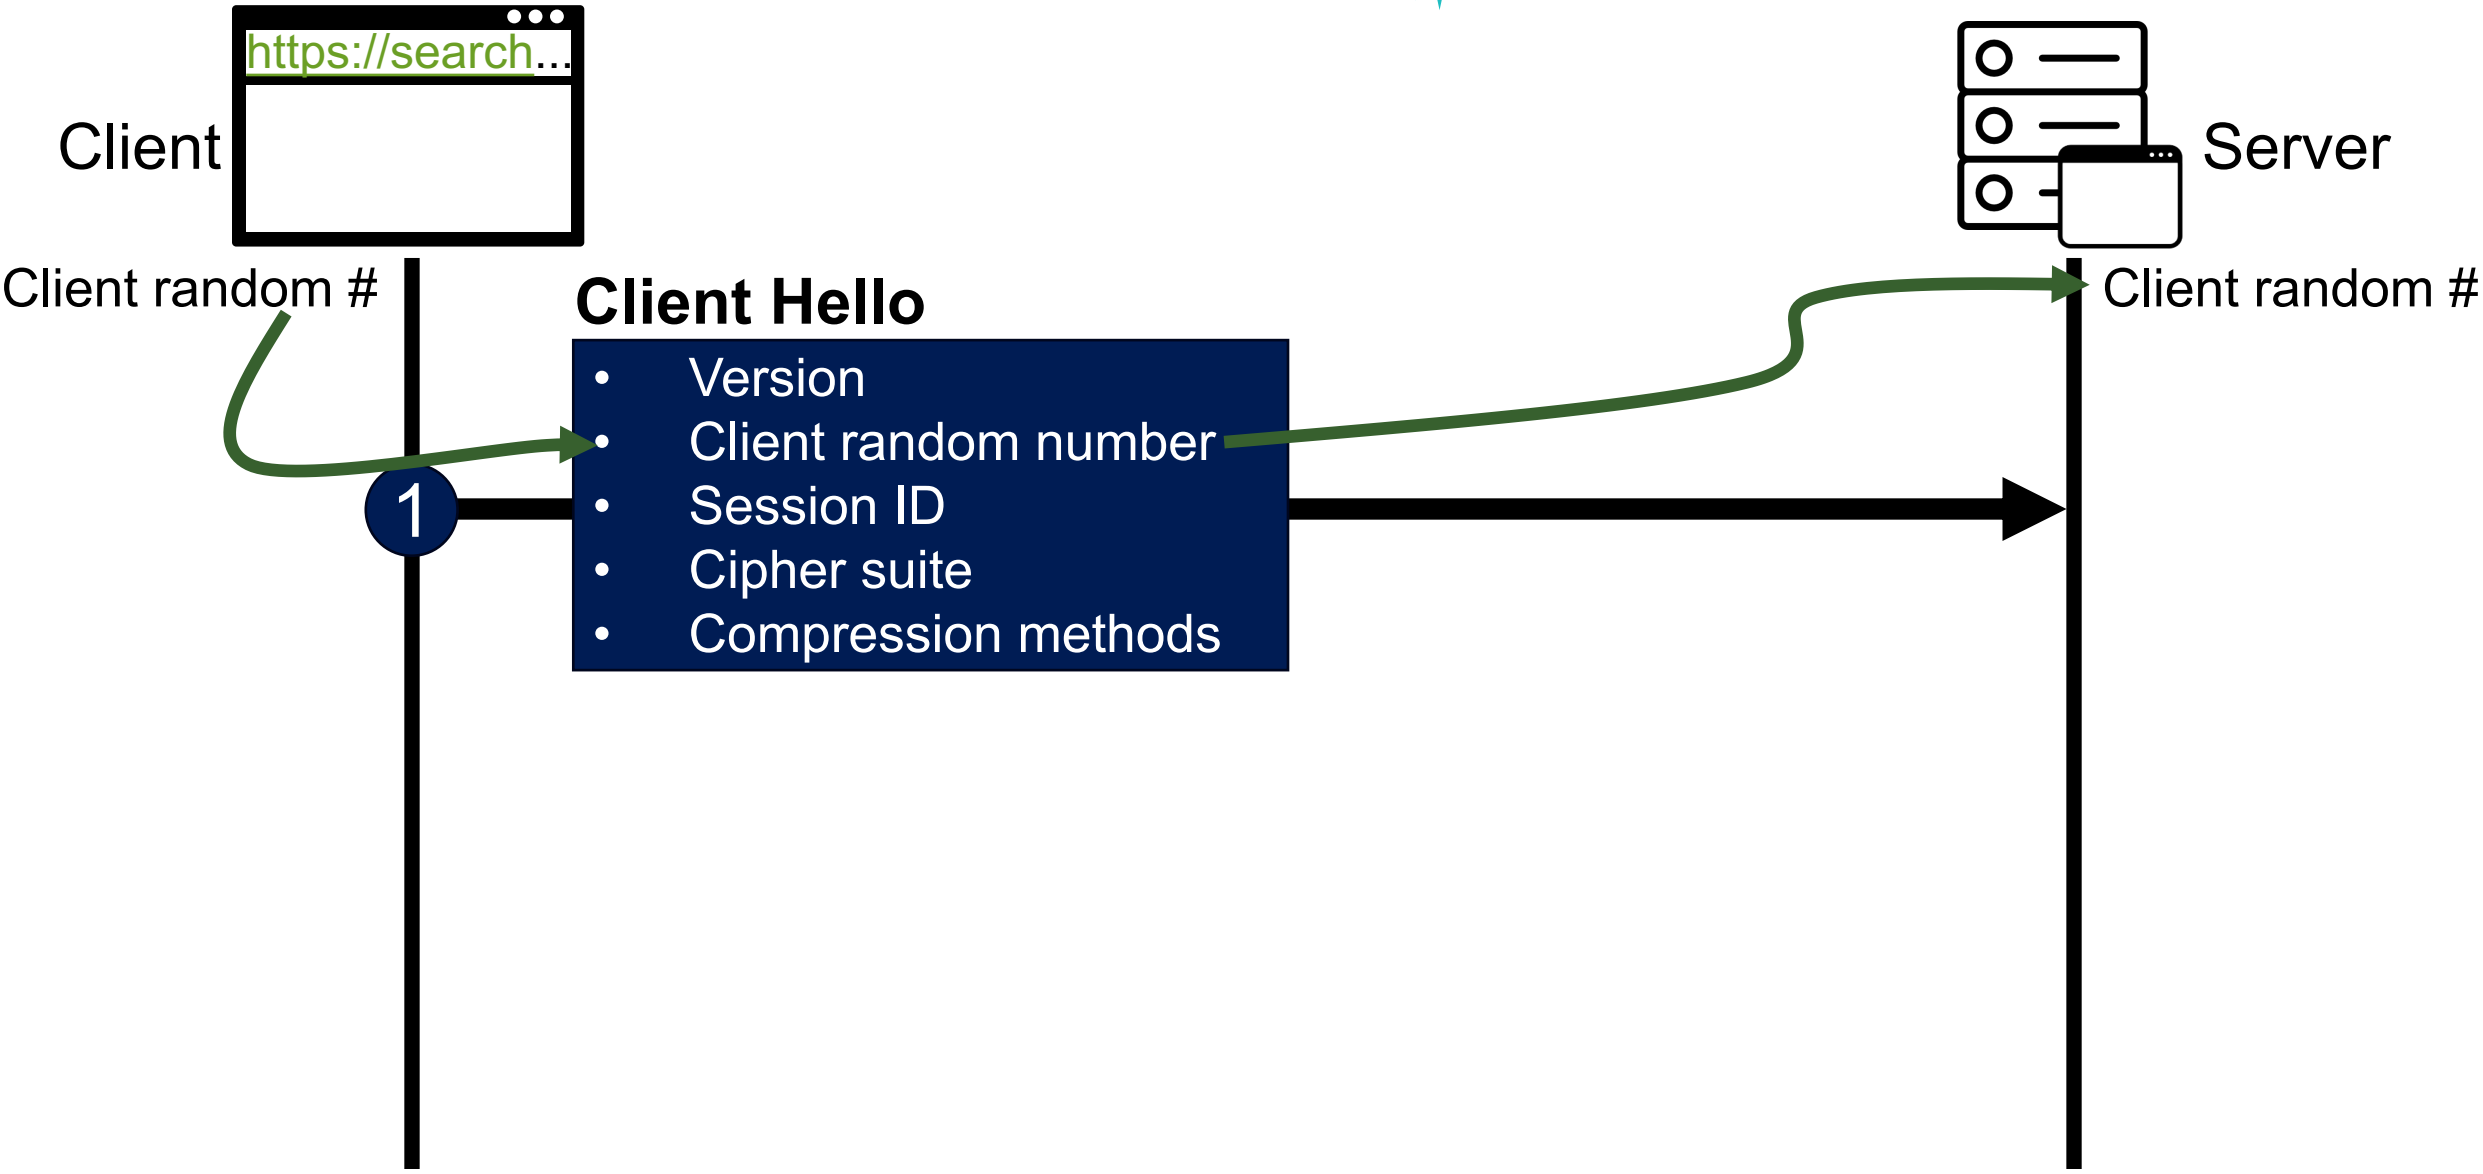 https://search...
Client
Server
Client random #
Client Hello
Client random #
• Version
• Client random number
• Session ID
• Cipher suite
• Compression methods
1